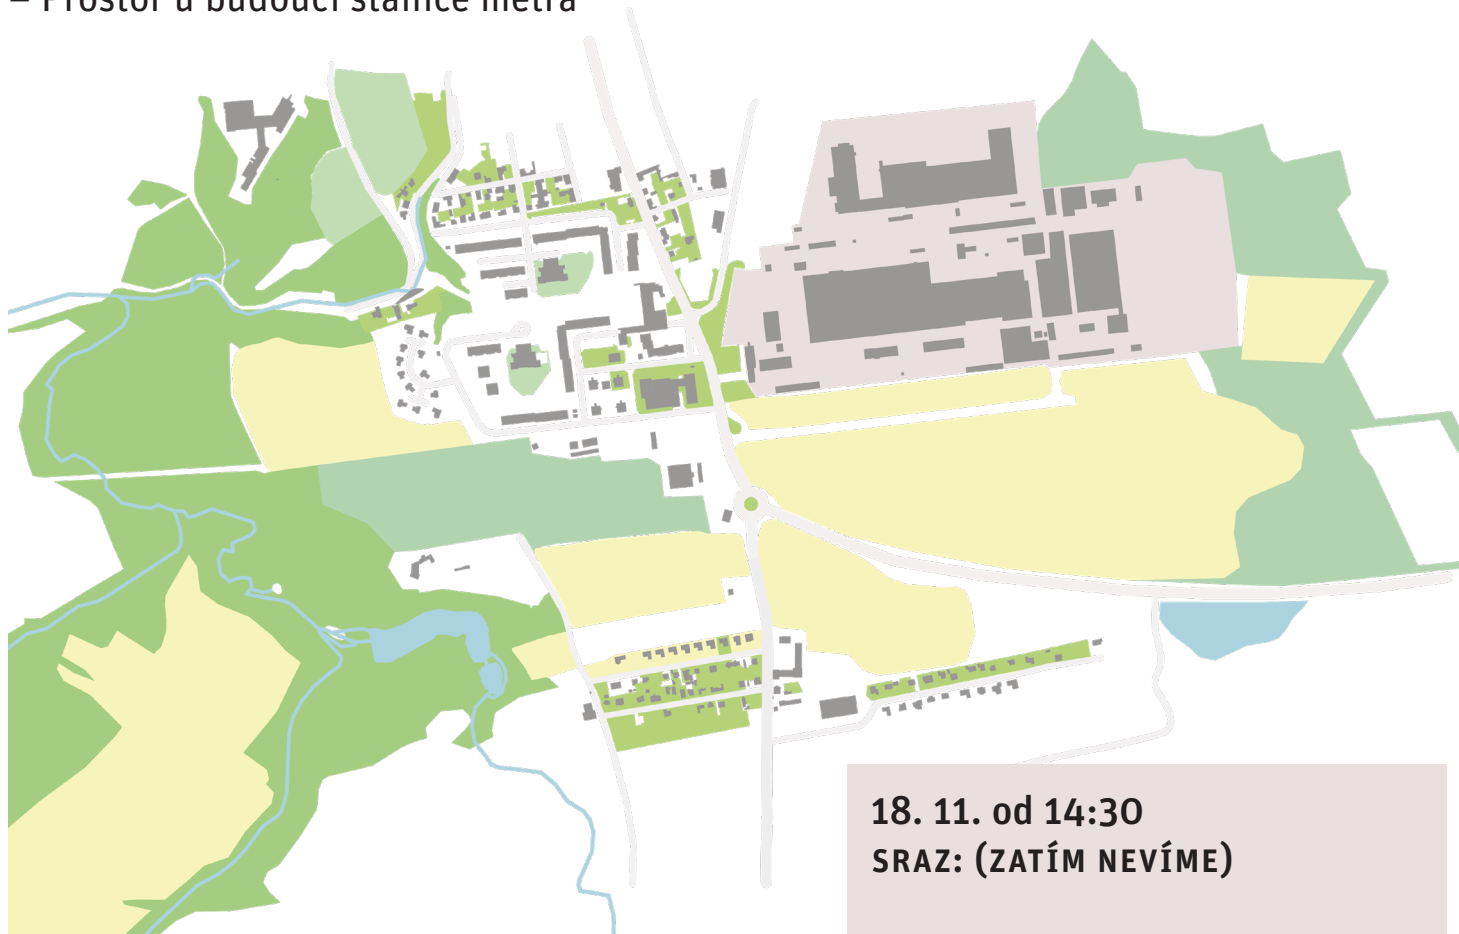 – Prostor u budoucí stanice metra
18. 11. od 14:30
SRAZ: (ZATÍM NEVÍME)